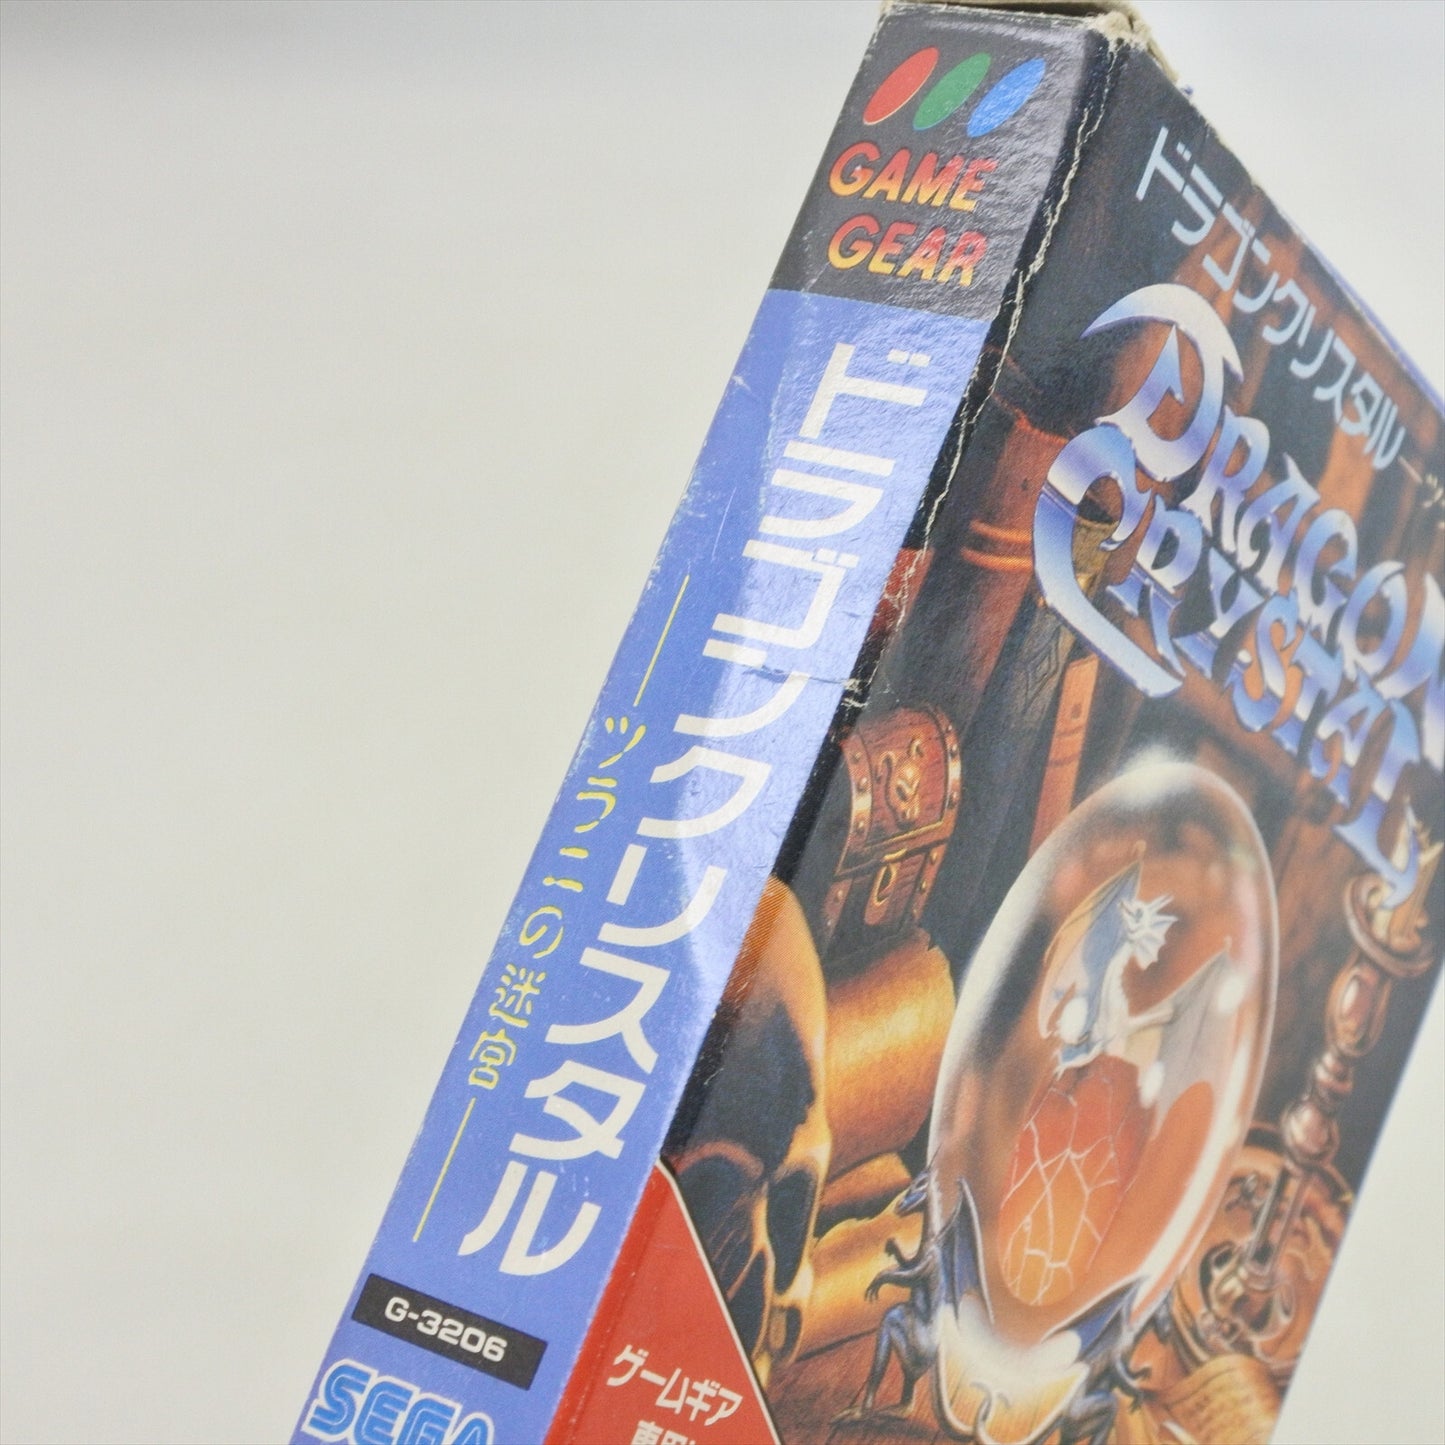 GAME
GEAR
ドラゴンクリスタル
ツラニの迷宮
G-3206
SEGA
ドラゴンクリスタル
DRAGON
CRYSTAL
ゲームギア